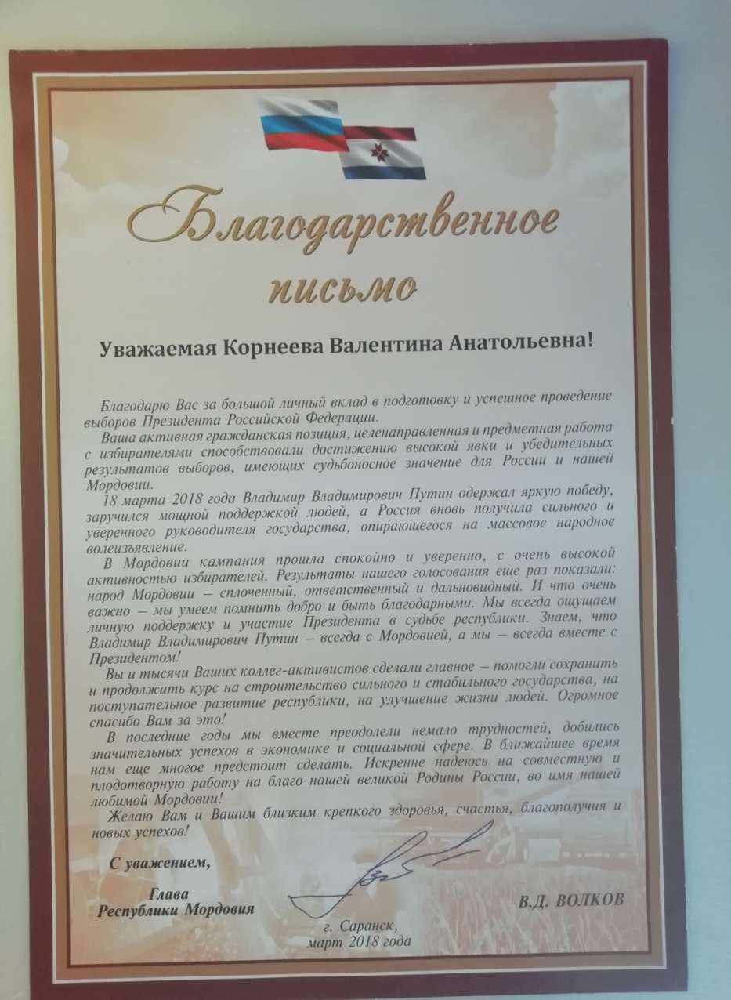 Благодарственное
письмо
Уважаемая Корнеева Валентина Анатольевна!
Благодарю Вас за большой личный вклад в подготовку и успешное проведение
выборов Президента Российской Федерации.
Ваша активная гражданская позиция, целенаправленная и предметная работа
с избирателями способствовали достижению высокой явки и убедительных
результатов выборов, имеющих судьбоносное значение для России и нашей
Мордовии.
18 марта 2018 года Владимир Владимирович Путин одержал яркую победу,
заручился мощной поддержкой людей, а Россия вновь получила сильного и
уверенного руководителя государства, опирающегося на массовое народное
волеизъявление.
В Мордовии кампания прошла спокойно и уверенно, с очень высокой
активностью избирателей. Результаты нашего голосования еще раз показали:
народ Мордовии – сплоченный, ответственный и дальновидный. И что очень
важно – мы умеем помнить добро и быть благодарными. Мы всегда ощущаем
личную поддержку и участие Президента в судьбе республики. Знаем, что
Владимир Владимирович Путин – всегда с Мордовией, а мы – всегда вместе с
Президентом!
Вы и тысячи Ваших коллег-активистов сделали главное – помогли сохранить
и продолжить курс на строительство сильного и стабильного государства, на
поступательное развитие республики, на улучшение жизни людей. Огромное
спасибо Вам за это!
В последние годы мы вместе преодолели немало трудностей, добились
значительных успехов в экономике и социальной сфере. В ближайшее время
нам еще многое предстоит сделать. Искренне надеюсь на совместную и
плодотворную работу на благо нашей великой Родины России, во имя нашей
любимой Мордовии!
Желаю Вам и Вашим близким крепкого здоровья, счастья, благополучия и
новых успехов!
С уважением,
Глава
Республики Мордовия
В.Д. ВОЛКОВ
г. Саранск,
март 2018 года